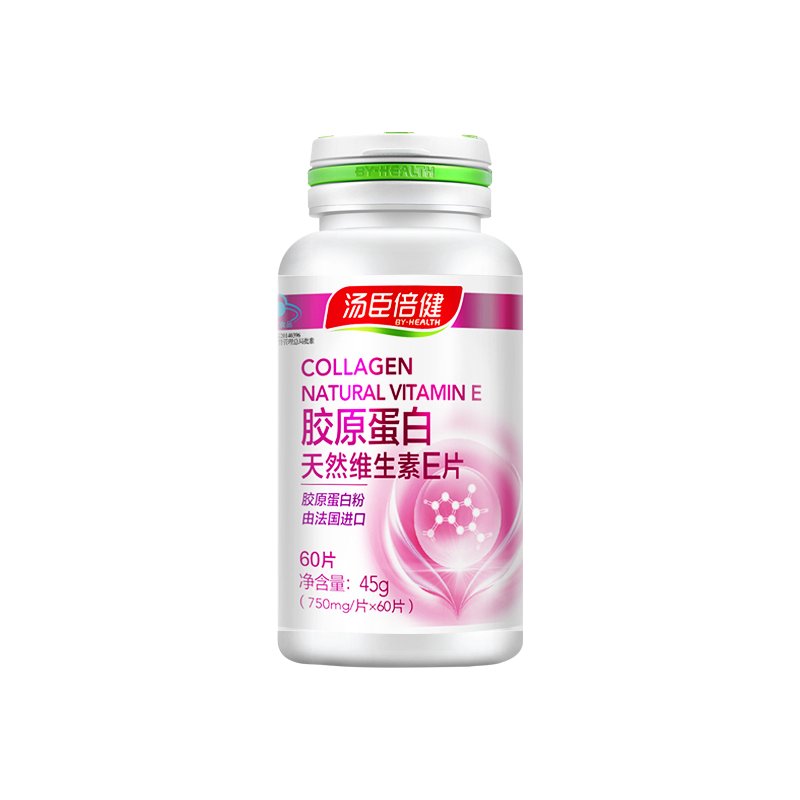 BY-HEALTH
汤臣倍健
BY-HEALTH
COLLAGEN
NATURAL VITAMIN E
胶原蛋白
天然维生素E片
胶原蛋白粉
由法国进口
60片
净含量：45g
（750mg/片×60片）